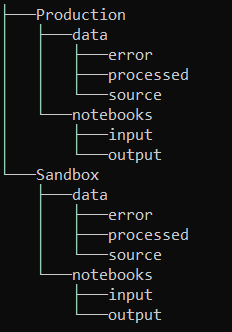 Production
data
error
processed
source
notebooks
input
output
Sandbox
data
error
processed
source
notebooks
input
output